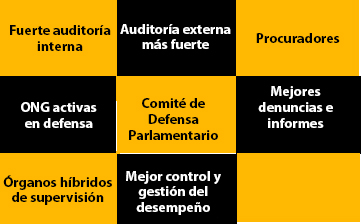 Fuerte auditoría
interna
Auditoría externa
más fuerte
Procuradores
ONG activas
en defensa
Comité de
Defensa
Parlamentario
Mejores
denuncias e
informes
Órganos híbridos
de supervisión
Mejor control y
gestión del
desempeño